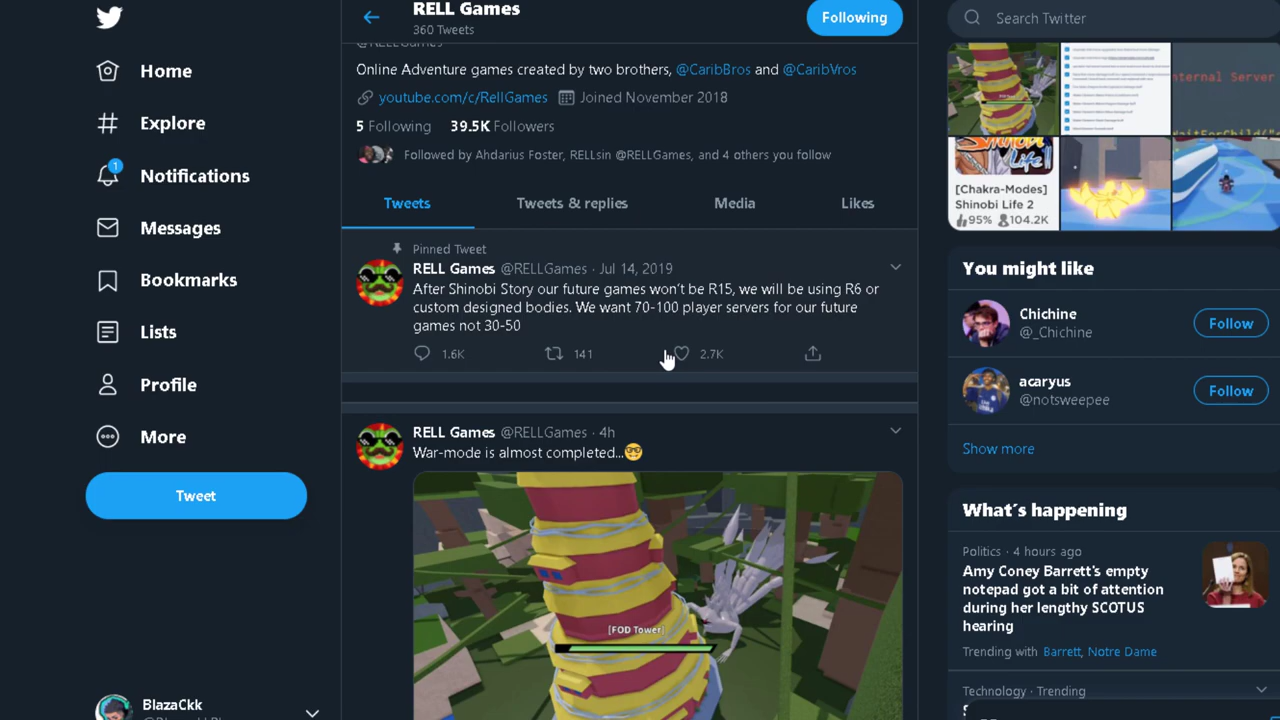 RELL Games
360 Tweets
Following
Search Twitter
Home
Explore
1
Notifications
Messages
Bookmarks
Lists
Profile
More
Tweet
BlazaCkk
@RELLGames
games created by two brothers, @CaribBros and @CaribVros
Joined November 2018
5 Following 39.5K Followers
Followed by Ahdamus Foster, RELLsin @RELLGames, and 4 others you follow
Tweets Tweets & replies Media Likes
Pinned Tweet
RELL Games @RELLGames · Jul 14, 2019
After Shinobi Story our future games won't be R15, we will be using R6 or
custom designed bodies. We want 70-100 player servers for our future
games not 30-50
1.6K 141 2.7K
RELL Games @RELLGames · 4h
War-mode is almost completed...🤓
[FOD Tower]
nternal Server
WaitForChild("
Shinobi Life
[Chakra-Modes]
Shinobi Life 2
95% 104.2K
You might like
Chichine
@_Chichine
Follow
acaryus
@notsweepee
Follow
Show more
What's happening
Politics · 4 hours ago
Amy Coney Barrett's empty
notepad got a bit of attention
during her lengthy SCOTUS
hearing
Trending with Barrett, Notre Dame
Technology · Trending